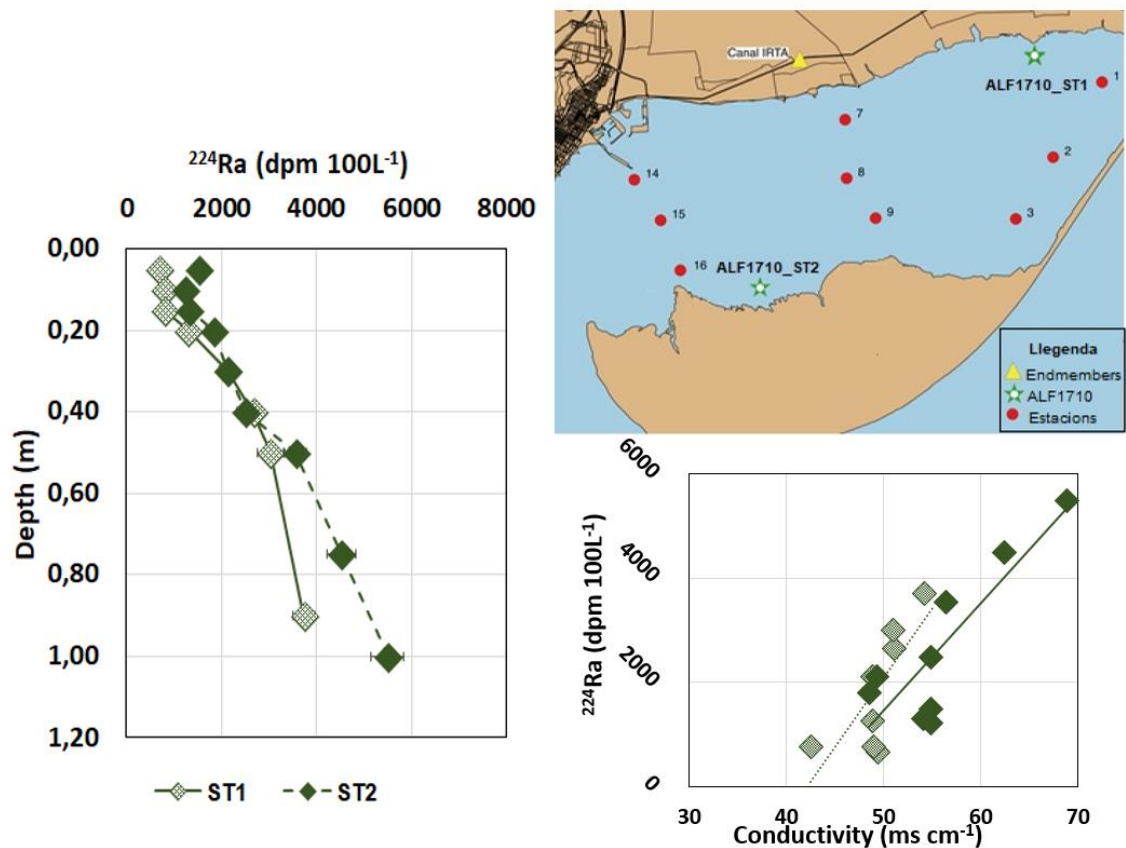 ²²⁴Ra (dpm 100L⁻¹)
0 2000 4000 6000 8000
Depth (m)
0,00
0,20
0,40
0,60
0,80
1,00
1,20
ST1 ST2
Canal IRTA
ALF1710_ST1
1
7
2
14
8
15
9
3
16
ALF1710_ST2
Llegenda
Endmembers
ALF1710
Estacions
²²⁴Ra (dpm 100L⁻¹)
6000
4000
2000
0
30 40 50 60 70
Conductivity (ms cm⁻¹)